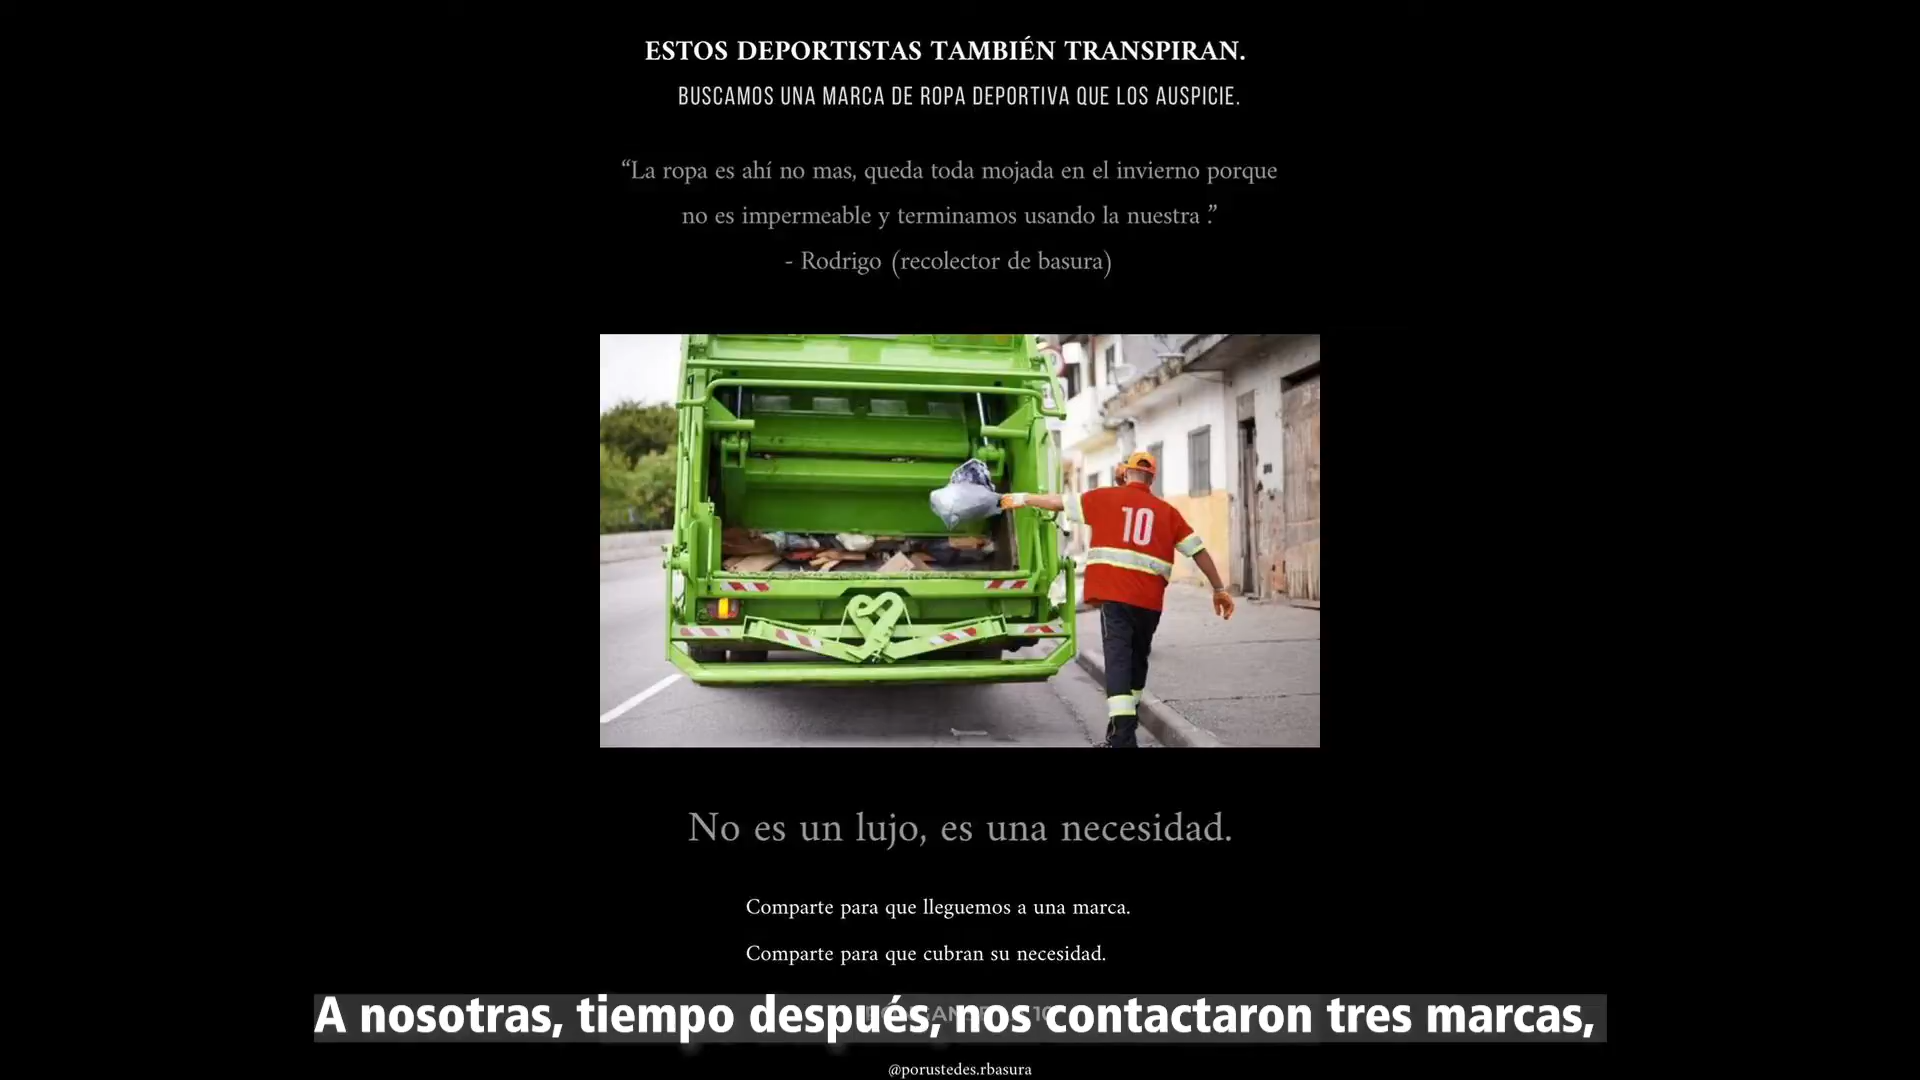 ESTOS DEPORTISTAS TAMBIÉN TRANSPIRAN.
BUSCAMOS UNA MARCA DE ROPA DEPORTIVA QUE LOS AUSPICIE.
“La ropa es ahí no mas, queda toda mojada en el invierno porque
no es impermeable y terminamos usando la nuestra .”
- Rodrigo (recolector de basura)
10
No es un lujo, es una necesidad.
Comparte para que lleguemos a una marca.
Comparte para que cubran su necesidad.
A nosotras, tiempo después, nos contactaron tres marcas,
@porustedes.rbasura